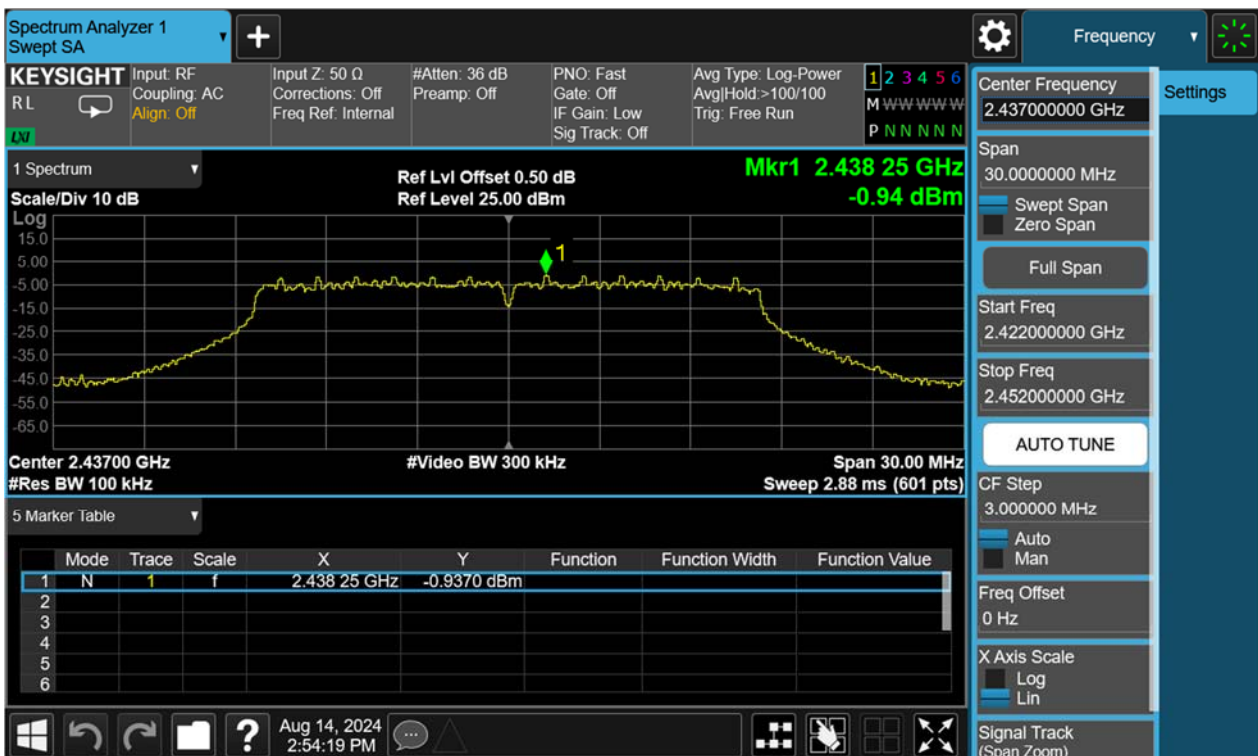 Spectrum Analyzer 1
Swept SA
Frequency
KEYSIGHT
RL
LXI
Input: RF
Coupling: AC
Align: Off
Input Z: 50 Ω
Corrections: Off
Freq Ref: Internal
#Atten: 36 dB
Preamp: Off
PNO: Fast
Gate: Off
IF Gain: Low
Sig Track: Off
Avg Type: Log-Power
Avg|Hold:>100/100
Trig: Free Run
1 2 3 4 5 6
M W W W W W
P N N N N N
1 Spectrum
Scale/Div 10 dB
Ref Lvl Offset 0.50 dB
Ref Level 25.00 dBm
Mkr1 2.438 25 GHz
-0.94 dBm
Log
15.0
5.00
-5.00
-15.0
-25.0
-35.0
-45.0
-55.0
-65.0
1
Center 2.43700 GHz
#Res BW 100 kHz
#Video BW 300 kHz
Span 30.00 MHz
Sweep 2.88 ms (601 pts)
5 Marker Table
Mode Trace Scale X Y Function Function Width Function Value
1 N 1 f 2.438 25 GHz -0.9370 dBm
2
3
4
5
6
Aug 14, 2024
2:54:19 PM
Center Frequency
2.437000000 GHz
Settings
Span
30.0000000 MHz
Swept Span
Zero Span
Full Span
Start Freq
2.422000000 GHz
Stop Freq
2.452000000 GHz
AUTO TUNE
CF Step
3.000000 MHz
Auto
Man
Freq Offset
0 Hz
X Axis Scale
Log
Lin
Signal Track
(Span Zoom)